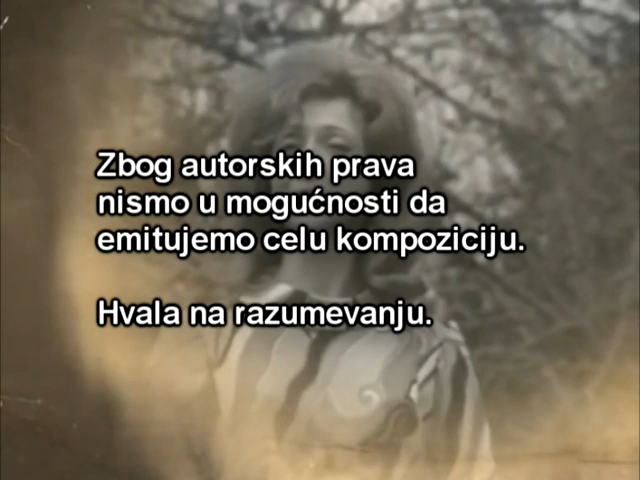 Zbog autorskih prava
nismo u mogućnosti da
emitujemo celu kompoziciju.
Hvala na razumevanju.